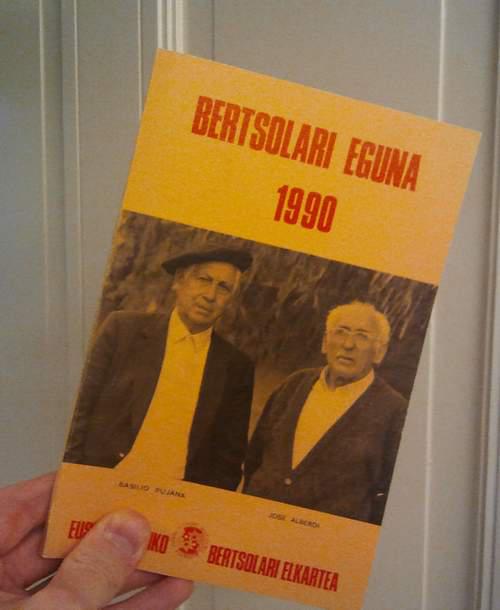 BERTSOLARI EGUNA
1990
BASILIO PUJANA
JOSE ALBERDI
BERTSOLARI ELKARTEA